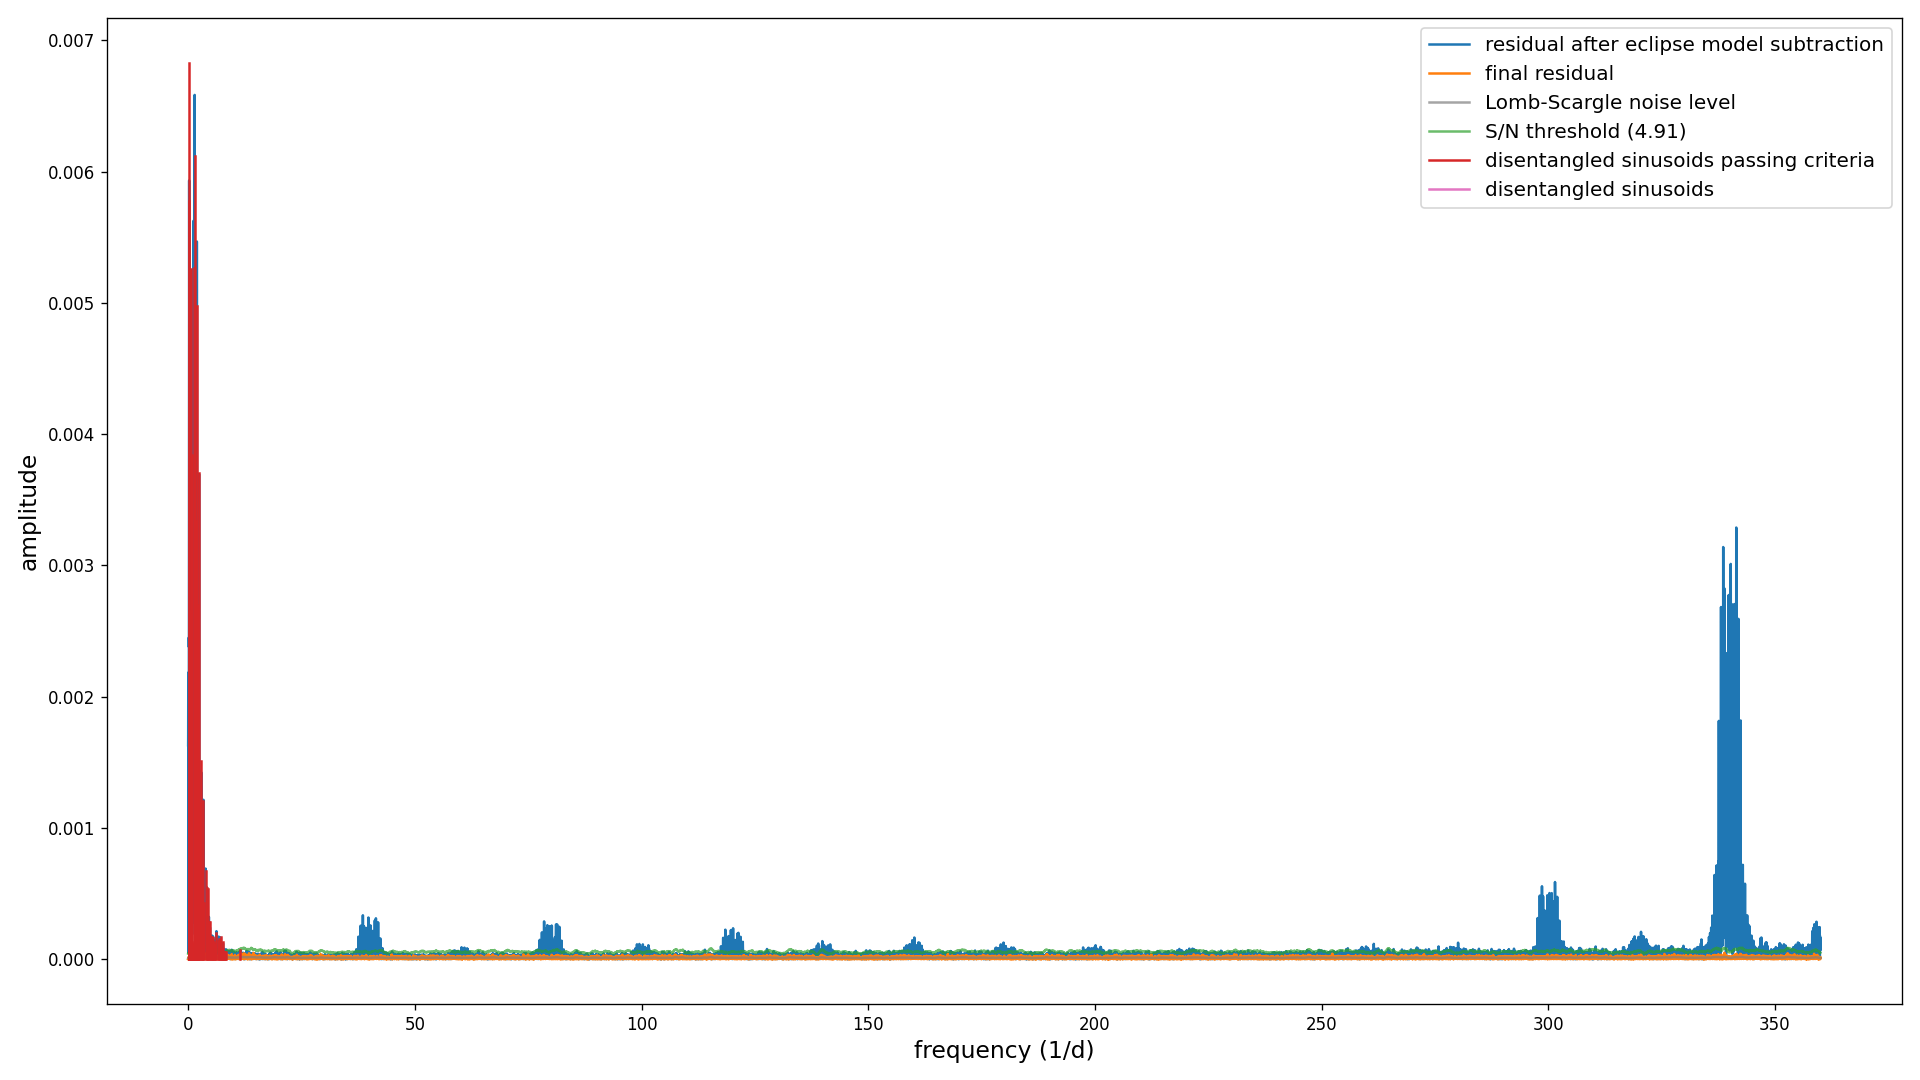 0.007
0.006
0.005
0.004
0.003
0.002
0.001
0.000
amplitude
0
50
100
150
200
250
300
350
frequency (1/d)
residual after eclipse model subtraction
final residual
Lomb-Scargle noise level
S/N threshold (4.91)
disentangled sinusoids passing criteria
disentangled sinusoids